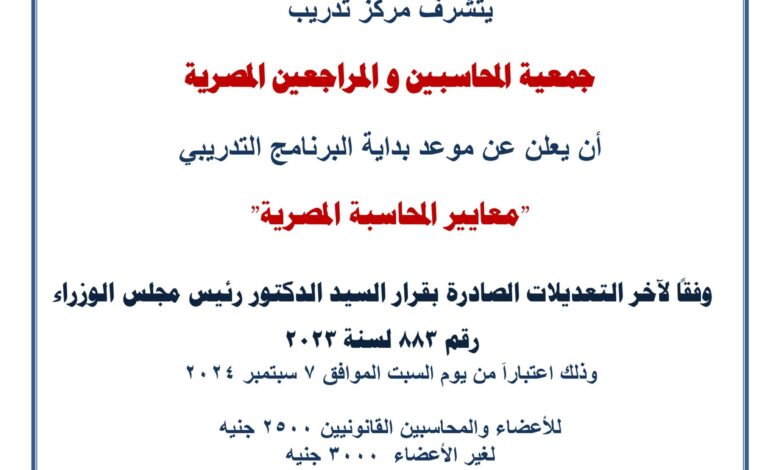 يتشرف مركز تدريب
جمعية المحاسبين و المراجعين المصرية
أن يعلن عن موعد بداية البرنامج التدريبي
”معايير المحاسبة المصرية”
وفقًا لآخر التعديلات الصادرة بقرار السيد الدكتور رئيس مجلس الوزراء
رقم ٨٨٣ لسنة ٢٠٢٣
وذلك اعتباراً من يوم السبت الموافق ٧ سبتمبر ٢٠٢٤
للأعضاء والمحاسبين القانونيين ٢٥٠٠ جنيه
لغير الأعضاء ٣٠٠٠ جنيه